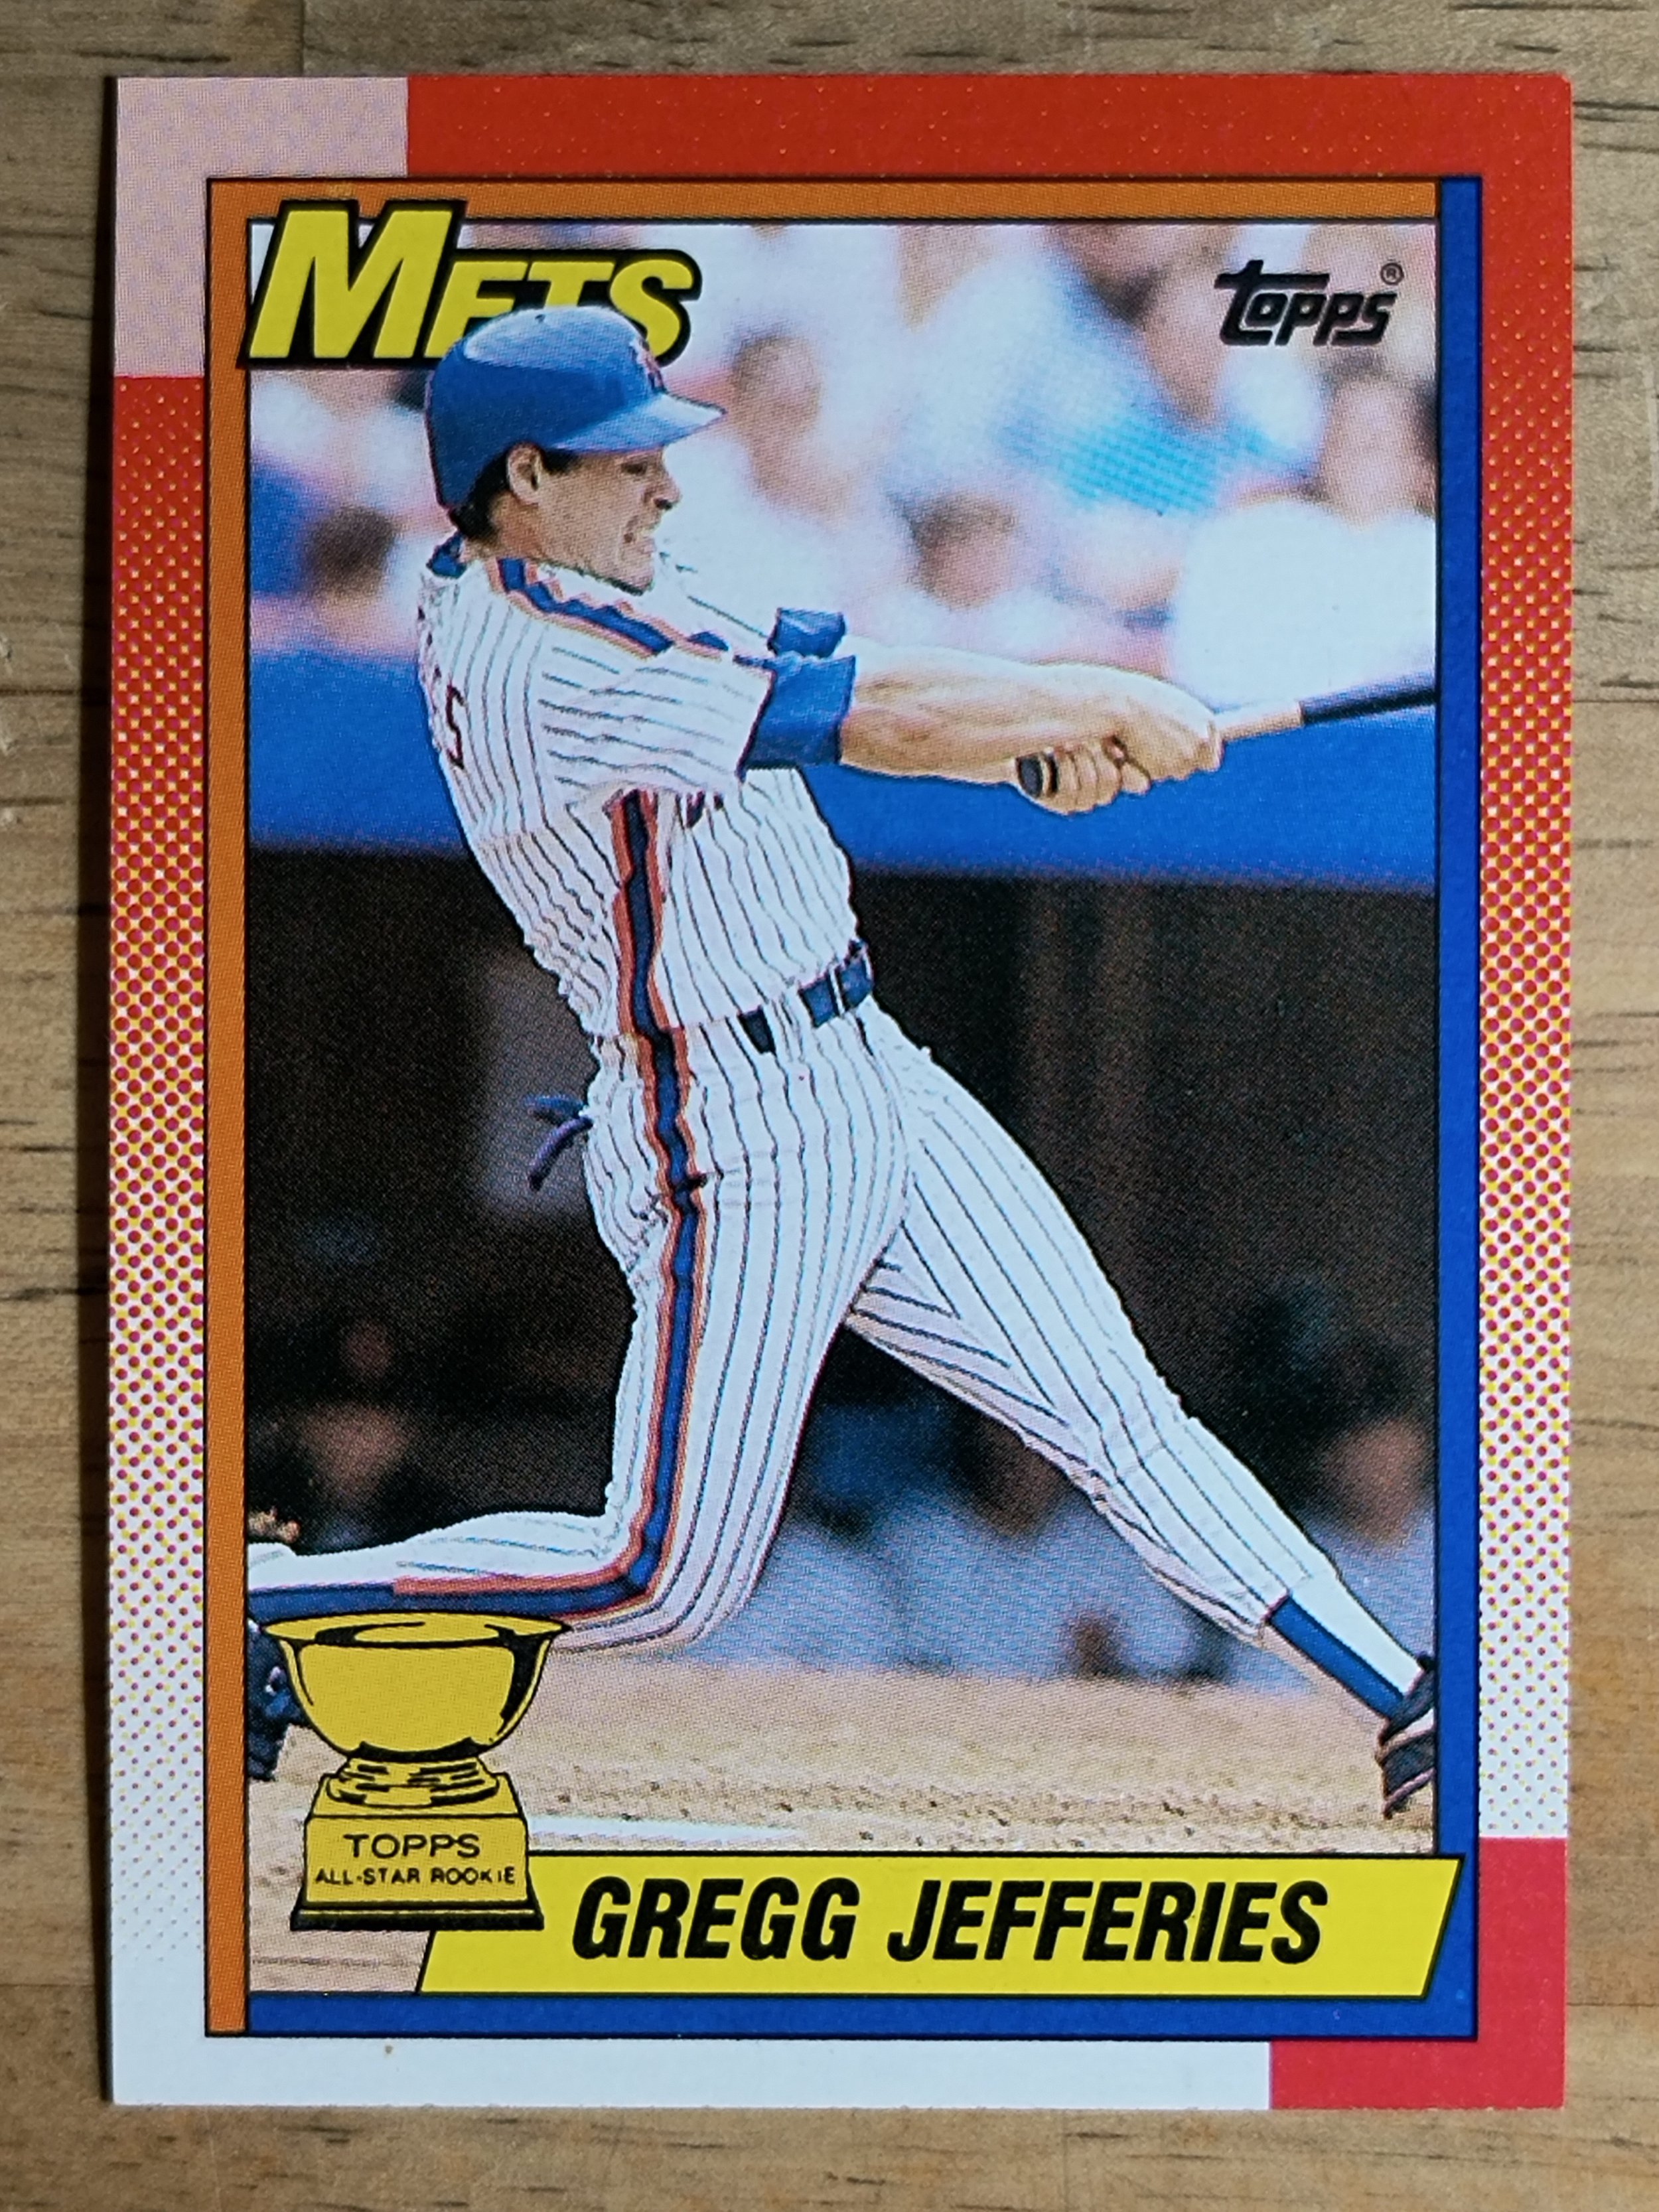 METS
topps®
TOPPS
ALL-STAR ROOKIE
GREGG JEFFERIES